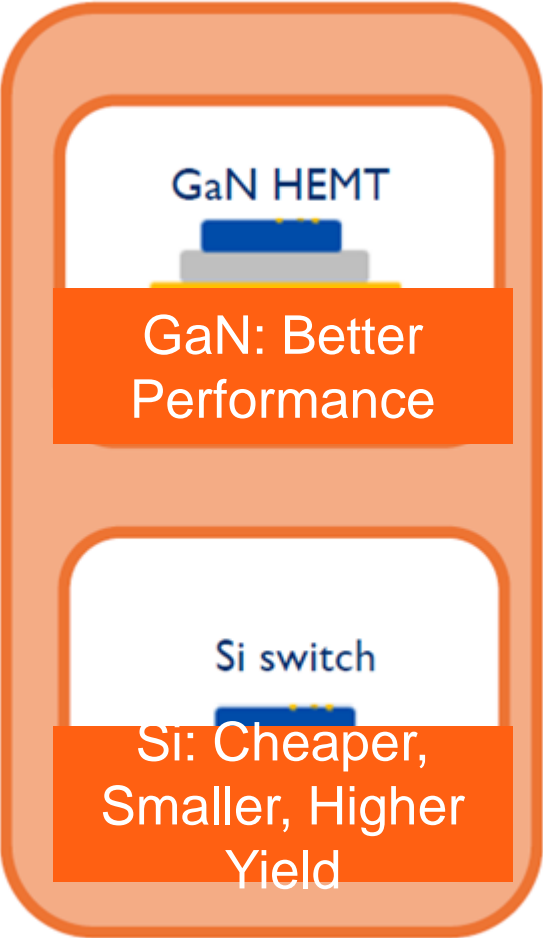 GaN HEMT
GaN: Better
Performance
Si switch
Si: Cheaper,
Smaller, Higher
Yield